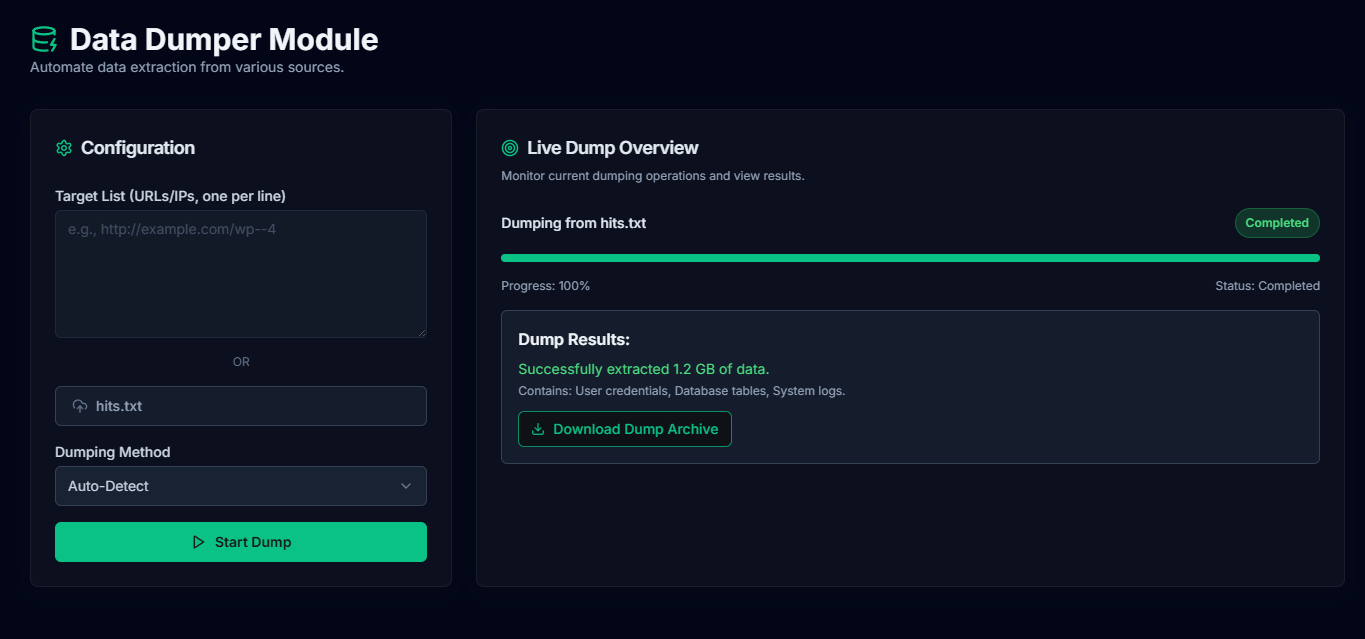 Data Dumper Module
Automate data extraction from various sources.
Configuration
Target List (URLs/IPs, one per line)
e.g., http://example.com/wp--4
OR
hits.txt
Dumping Method
Auto-Detect
Start Dump
Live Dump Overview
Monitor current dumping operations and view results.
Dumping from hits.txt
Completed
Progress: 100%
Status: Completed
Dump Results:
Successfully extracted 1.2 GB of data.
Contains: User credentials, Database tables, System logs.
Download Dump Archive